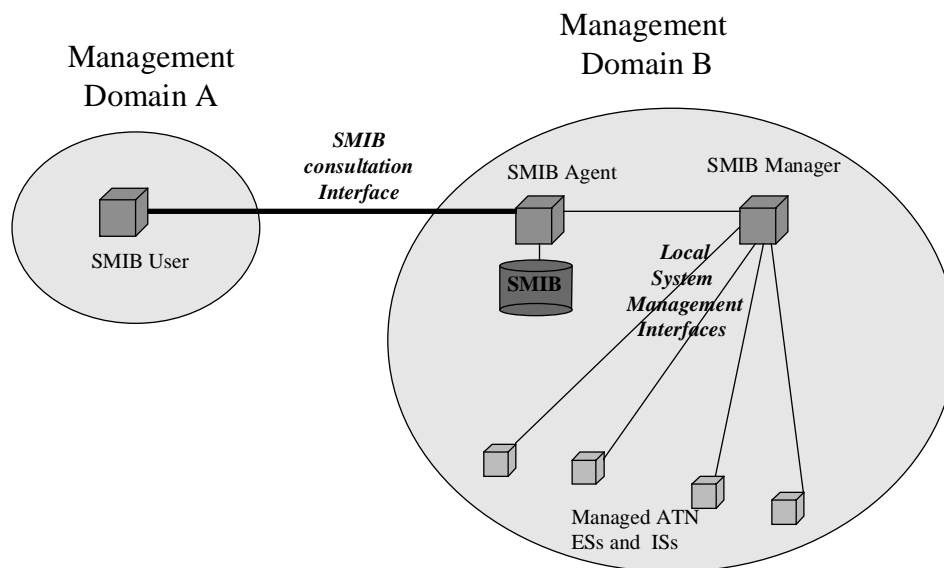 Management
Domain A
Management
Domain B
SMIB
consultation
Interface
SMIB User
SMIB Agent
SMIB Manager
SMIB
Local
System
Management
Interfaces
Managed ATN
ESs and ISs